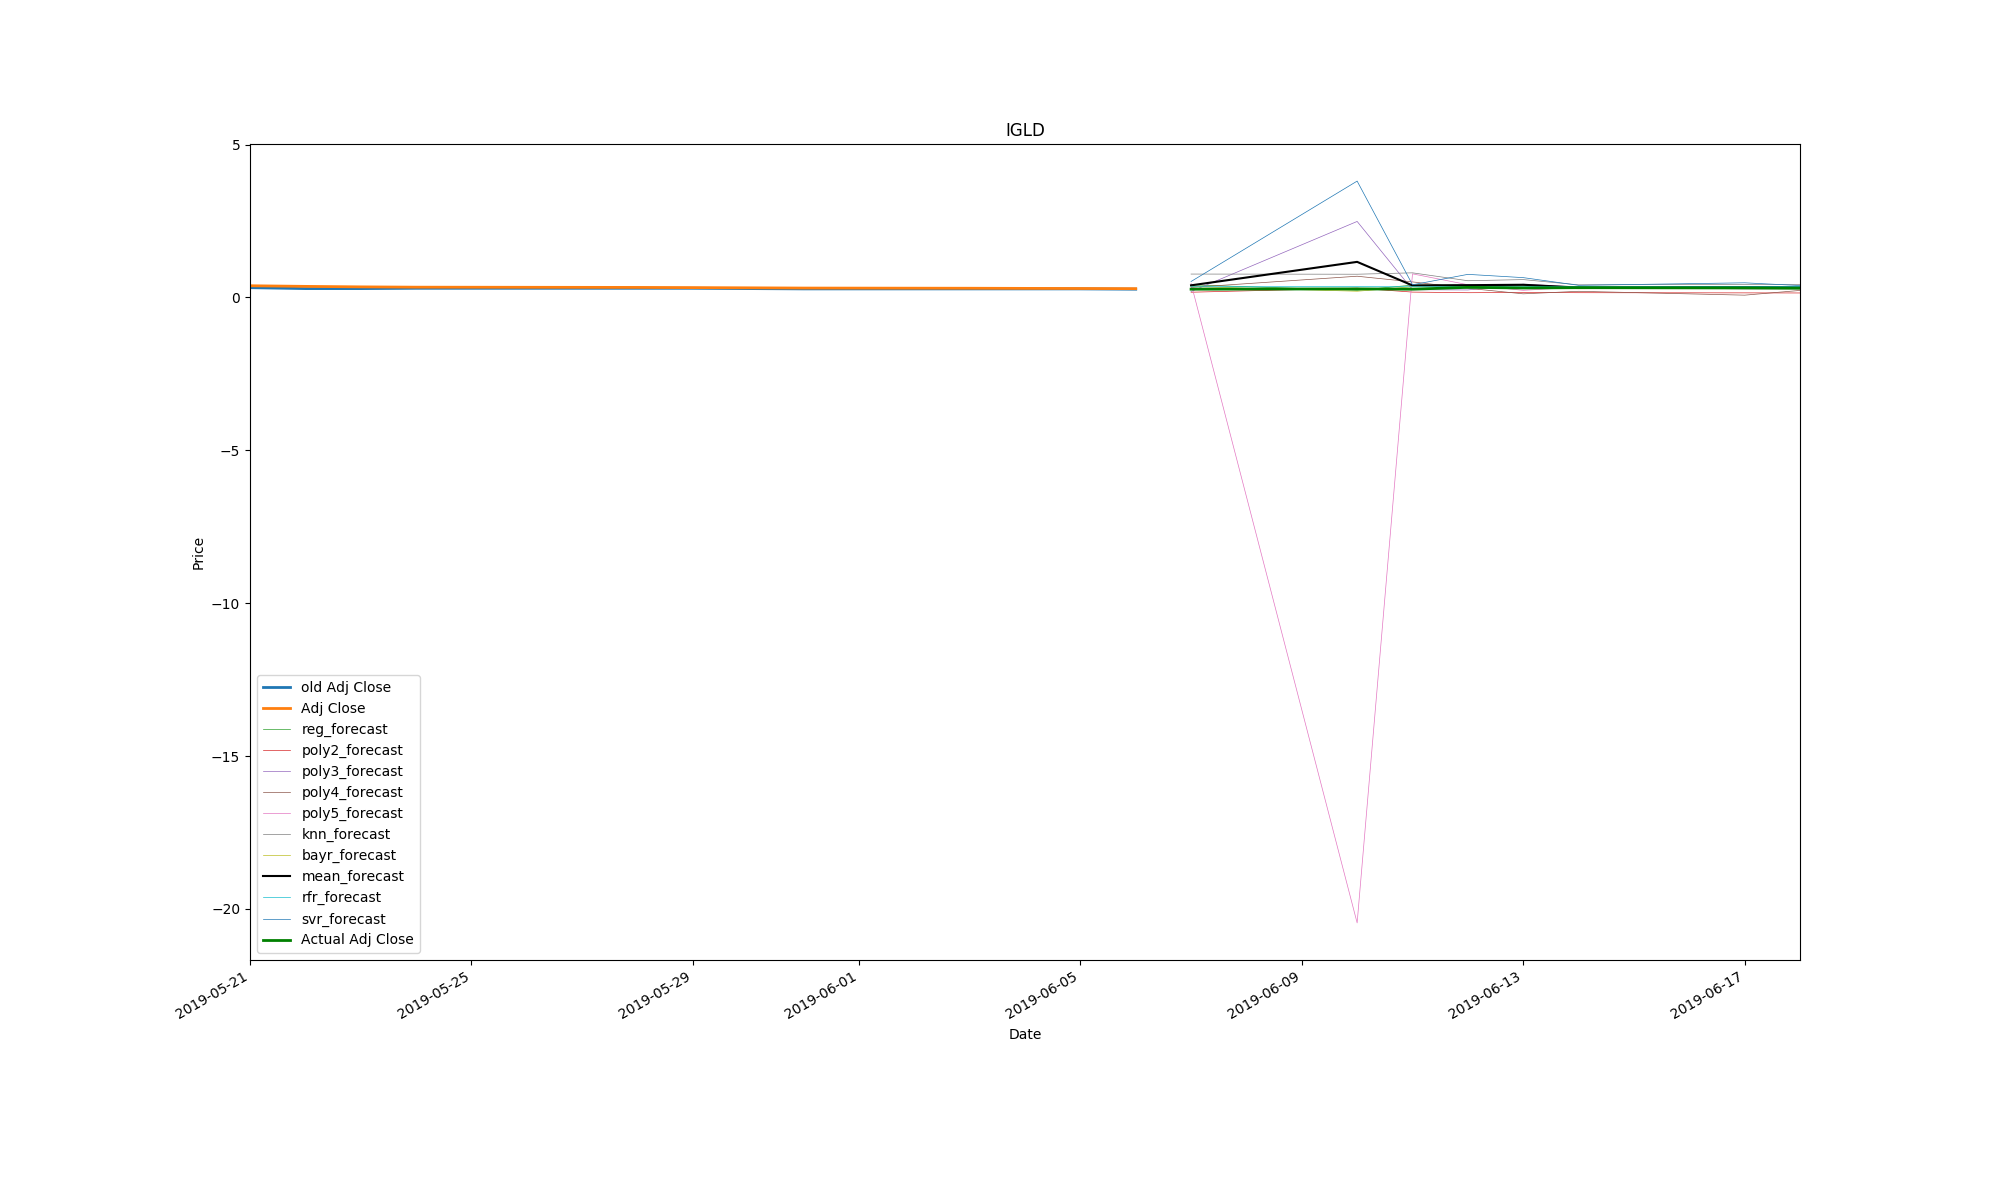 IGLD
5
0
−5
−10
−15
−20
Price
old Adj Close
Adj Close
reg_forecast
poly2_forecast
poly3_forecast
poly4_forecast
poly5_forecast
knn_forecast
bayr_forecast
mean_forecast
rfr_forecast
svr_forecast
Actual Adj Close
2019-05-21
2019-05-25
2019-05-29
2019-06-01
2019-06-05
2019-06-09
2019-06-13
2019-06-17
Date